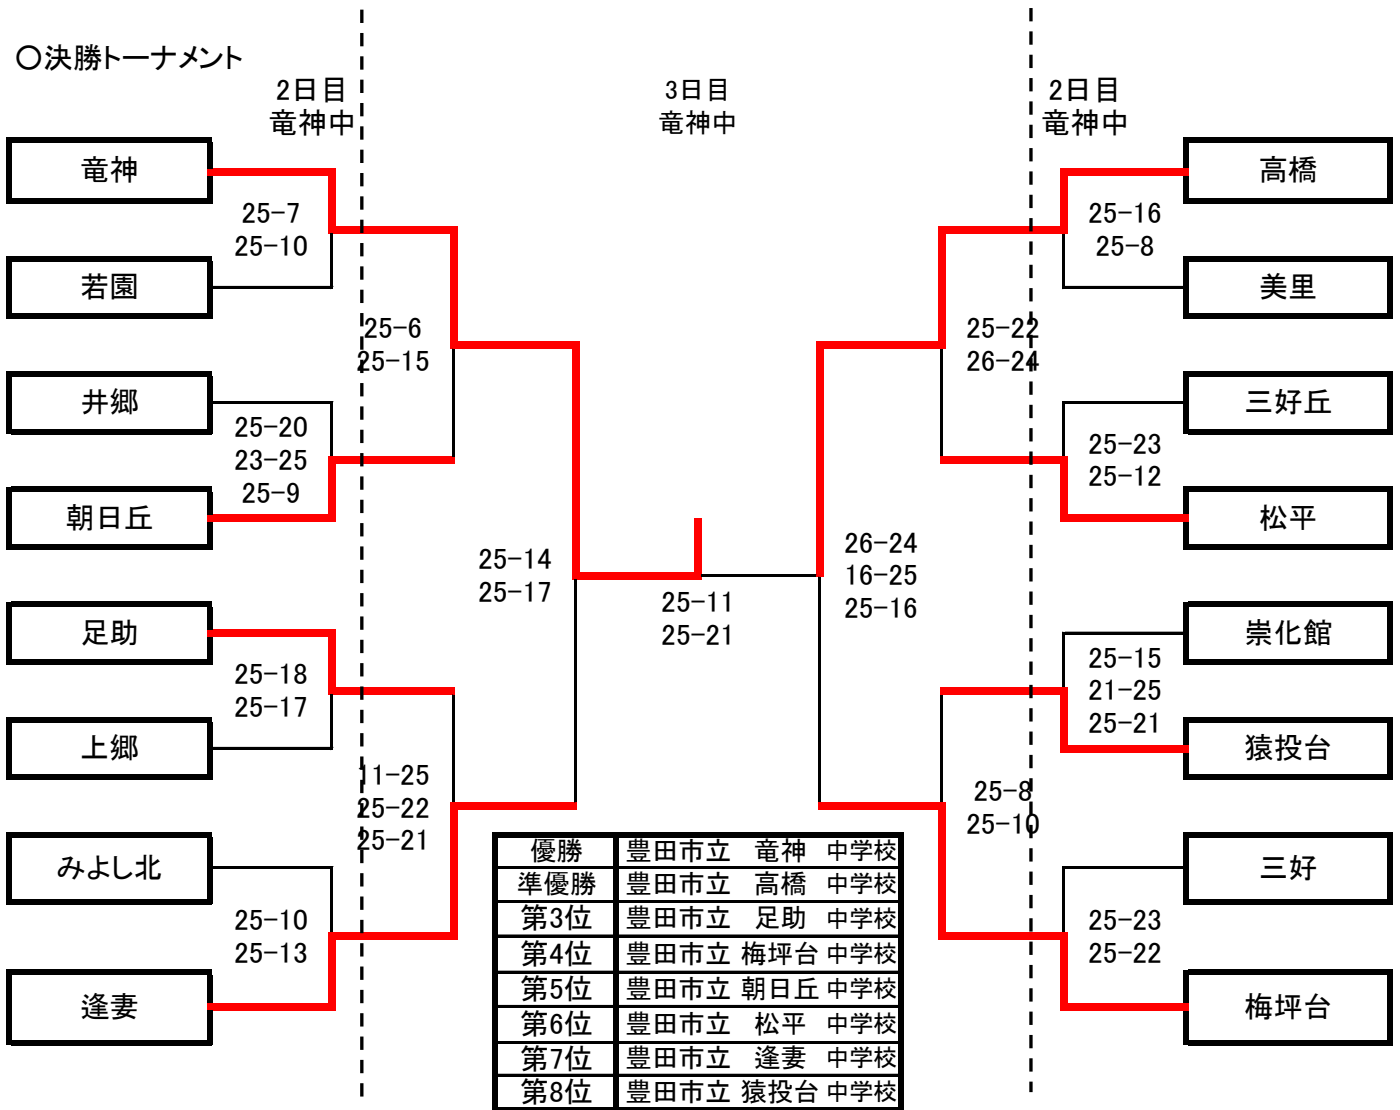 〇決勝トーナメント
2日目
竜神中
3日目
竜神中
2日目
竜神中
竜神
25-7
25-10
若園
25-6
25-15
井郷
25-20
23-25
25-9
朝日丘
25-14
25-17
足助
25-18
25-17
上郷
11-25
25-22
25-21
みよし北
25-10
25-13
逢妻
25-11
25-21
高橋
25-16
25-8
美里
25-22
26-24
三好丘
25-23
25-12
松平
26-24
16-25
25-16
崇化館
25-15
21-25
25-21
猿投台
25-8
25-10
三好
25-23
25-22
梅坪台
優勝 豊田市立 竜神 中学校
準優勝 豊田市立 高橋 中学校
第3位 豊田市立 足助 中学校
第4位 豊田市立 梅坪台 中学校
第5位 豊田市立 朝日丘 中学校
第6位 豊田市立 松平 中学校
第7位 豊田市立 逢妻 中学校
第8位 豊田市立 猿投台 中学校